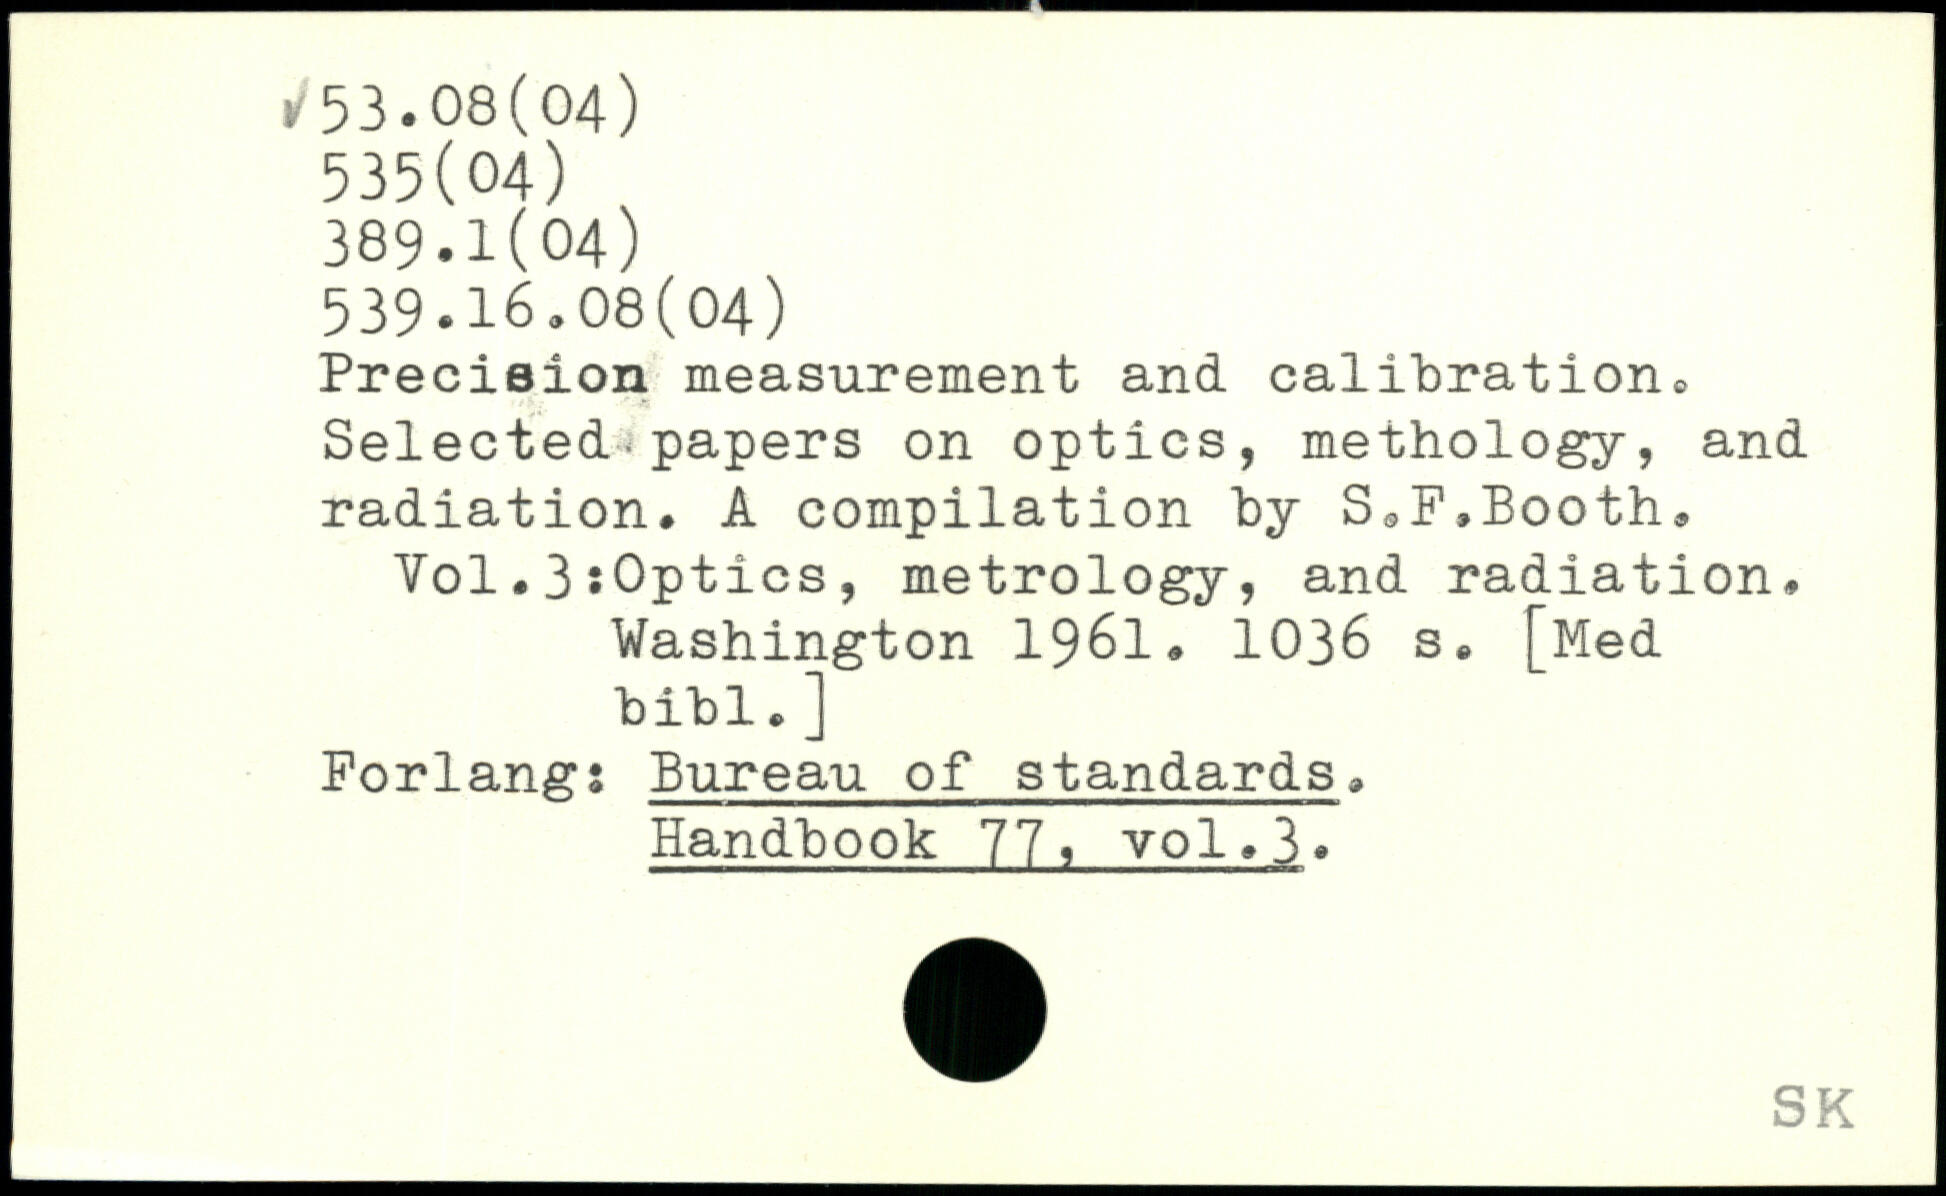 ✓53.08(04)
535(04)
389.1(04)
539.16.08(04)
Precision measurement and calibration.
Selected papers on optics, methology, and
radiation. A compilation by S.F.Booth.
Vol.3:Optics, metrology, and radiation.
Washington 1961. 1036 s. [Med
bibl.]
Forlang: Bureau of standards.
Handbook 77, vol.3.
SK